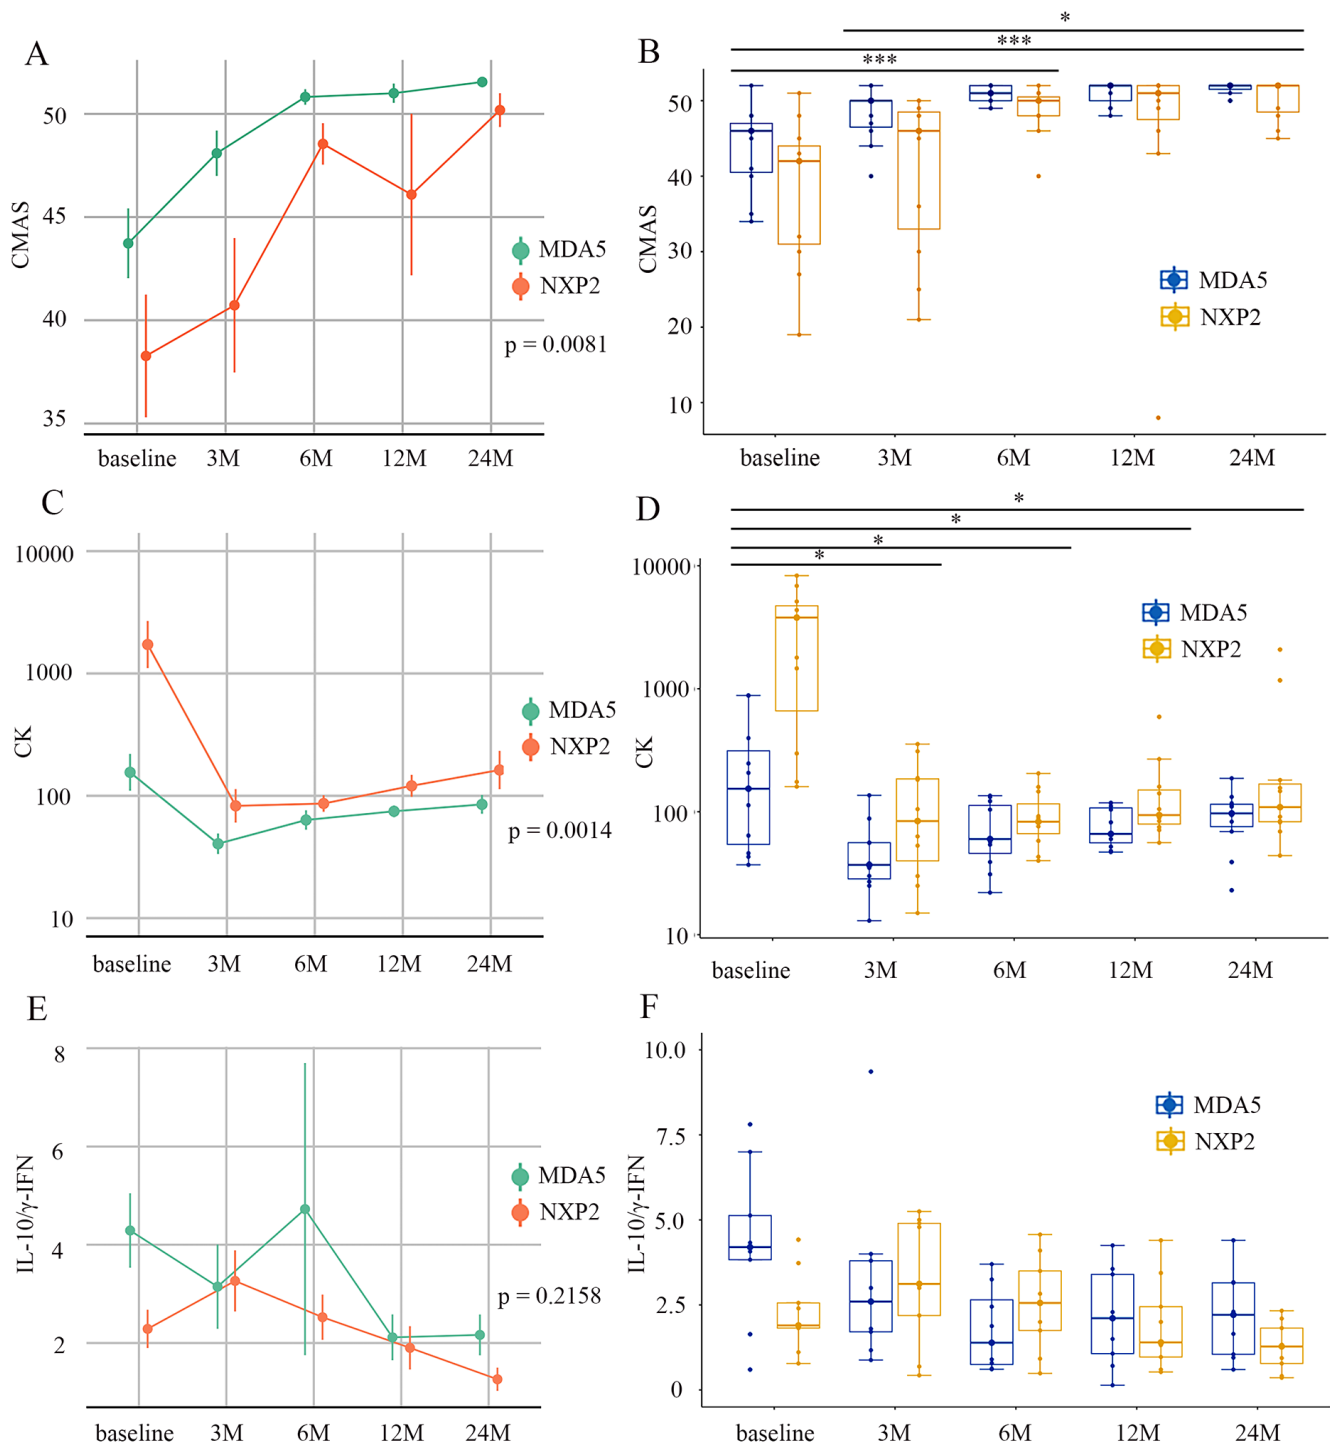 A
CMAS
50
45
40
35
MDA5
NXP2
p = 0.0081
baseline 3M 6M 12M 24M
B
*
***
***
CMAS
50
40
30
20
10
MDA5
NXP2
baseline 3M 6M 12M 24M
C
CK
10000
1000
100
10
MDA5
NXP2
p = 0.0014
baseline 3M 6M 12M 24M
D
*
*
*
*
CK
10000
1000
100
10
MDA5
NXP2
baseline 3M 6M 12M 24M
E
IL-10/γ-IFN
8
6
4
2
MDA5
NXP2
p = 0.2158
baseline 3M 6M 12M 24M
F
IL-10/γ-IFN
10.0
7.5
5.0
2.5
0
MDA5
NXP2
baseline 3M 6M 12M 24M